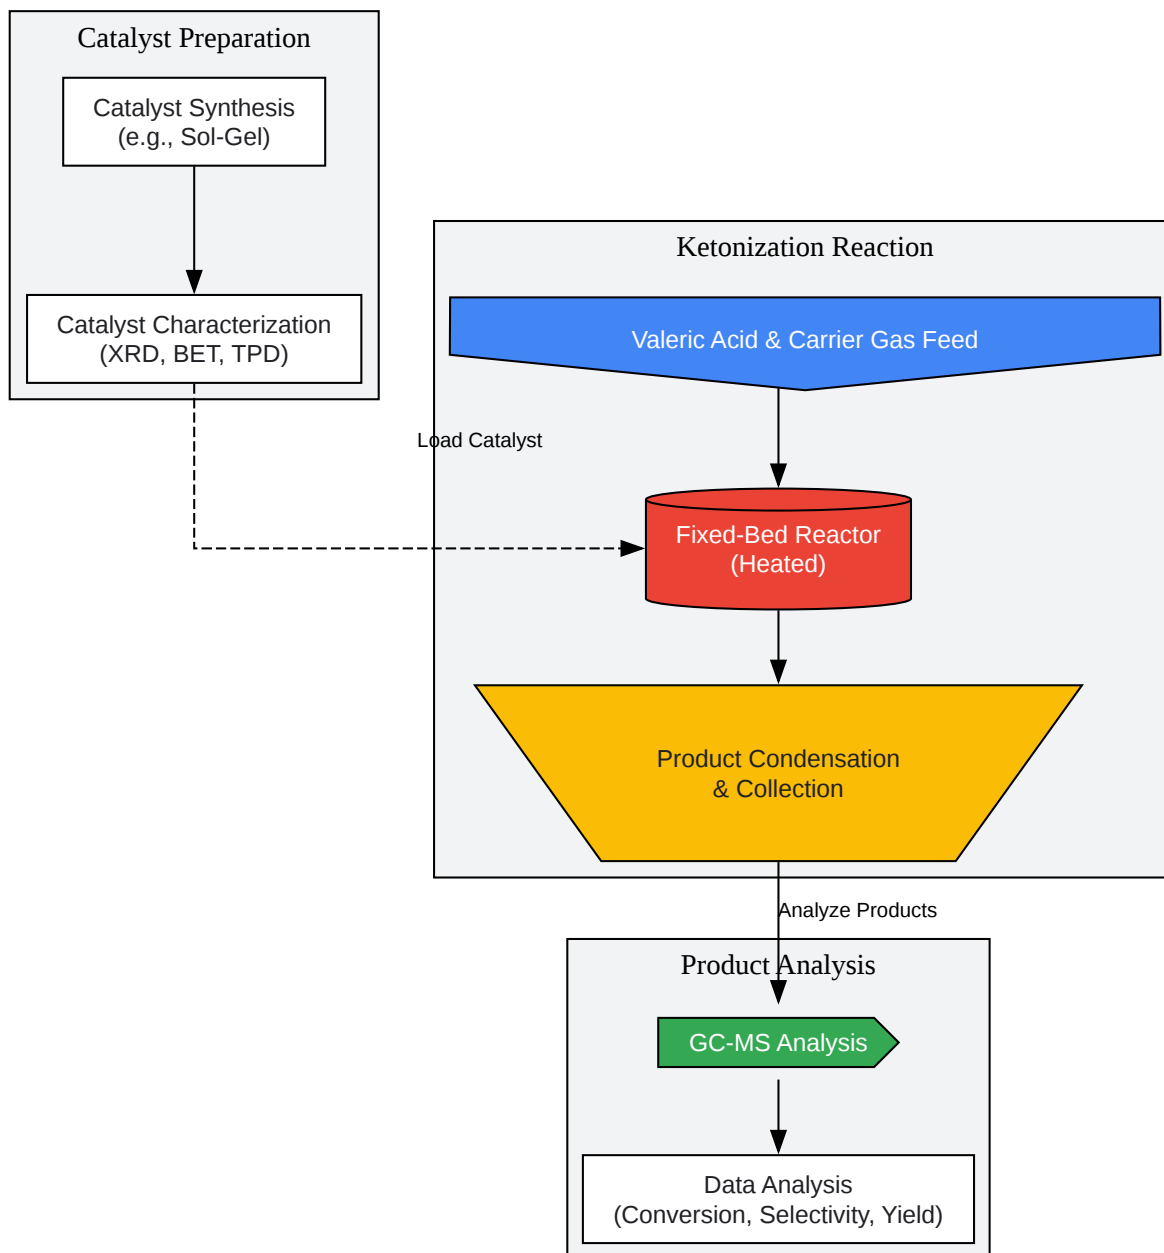 Catalyst Preparation
Catalyst Synthesis
(e.g., Sol-Gel)
Catalyst Characterization
(XRD, BET, TPD)
Ketonization Reaction
Valeric Acid & Carrier Gas Feed
Load Catalyst
Fixed-Bed Reactor
(Heated)
Product Condensation
& Collection
Analyze Products
Product Analysis
GC-MS Analysis
Data Analysis
(Conversion, Selectivity, Yield)